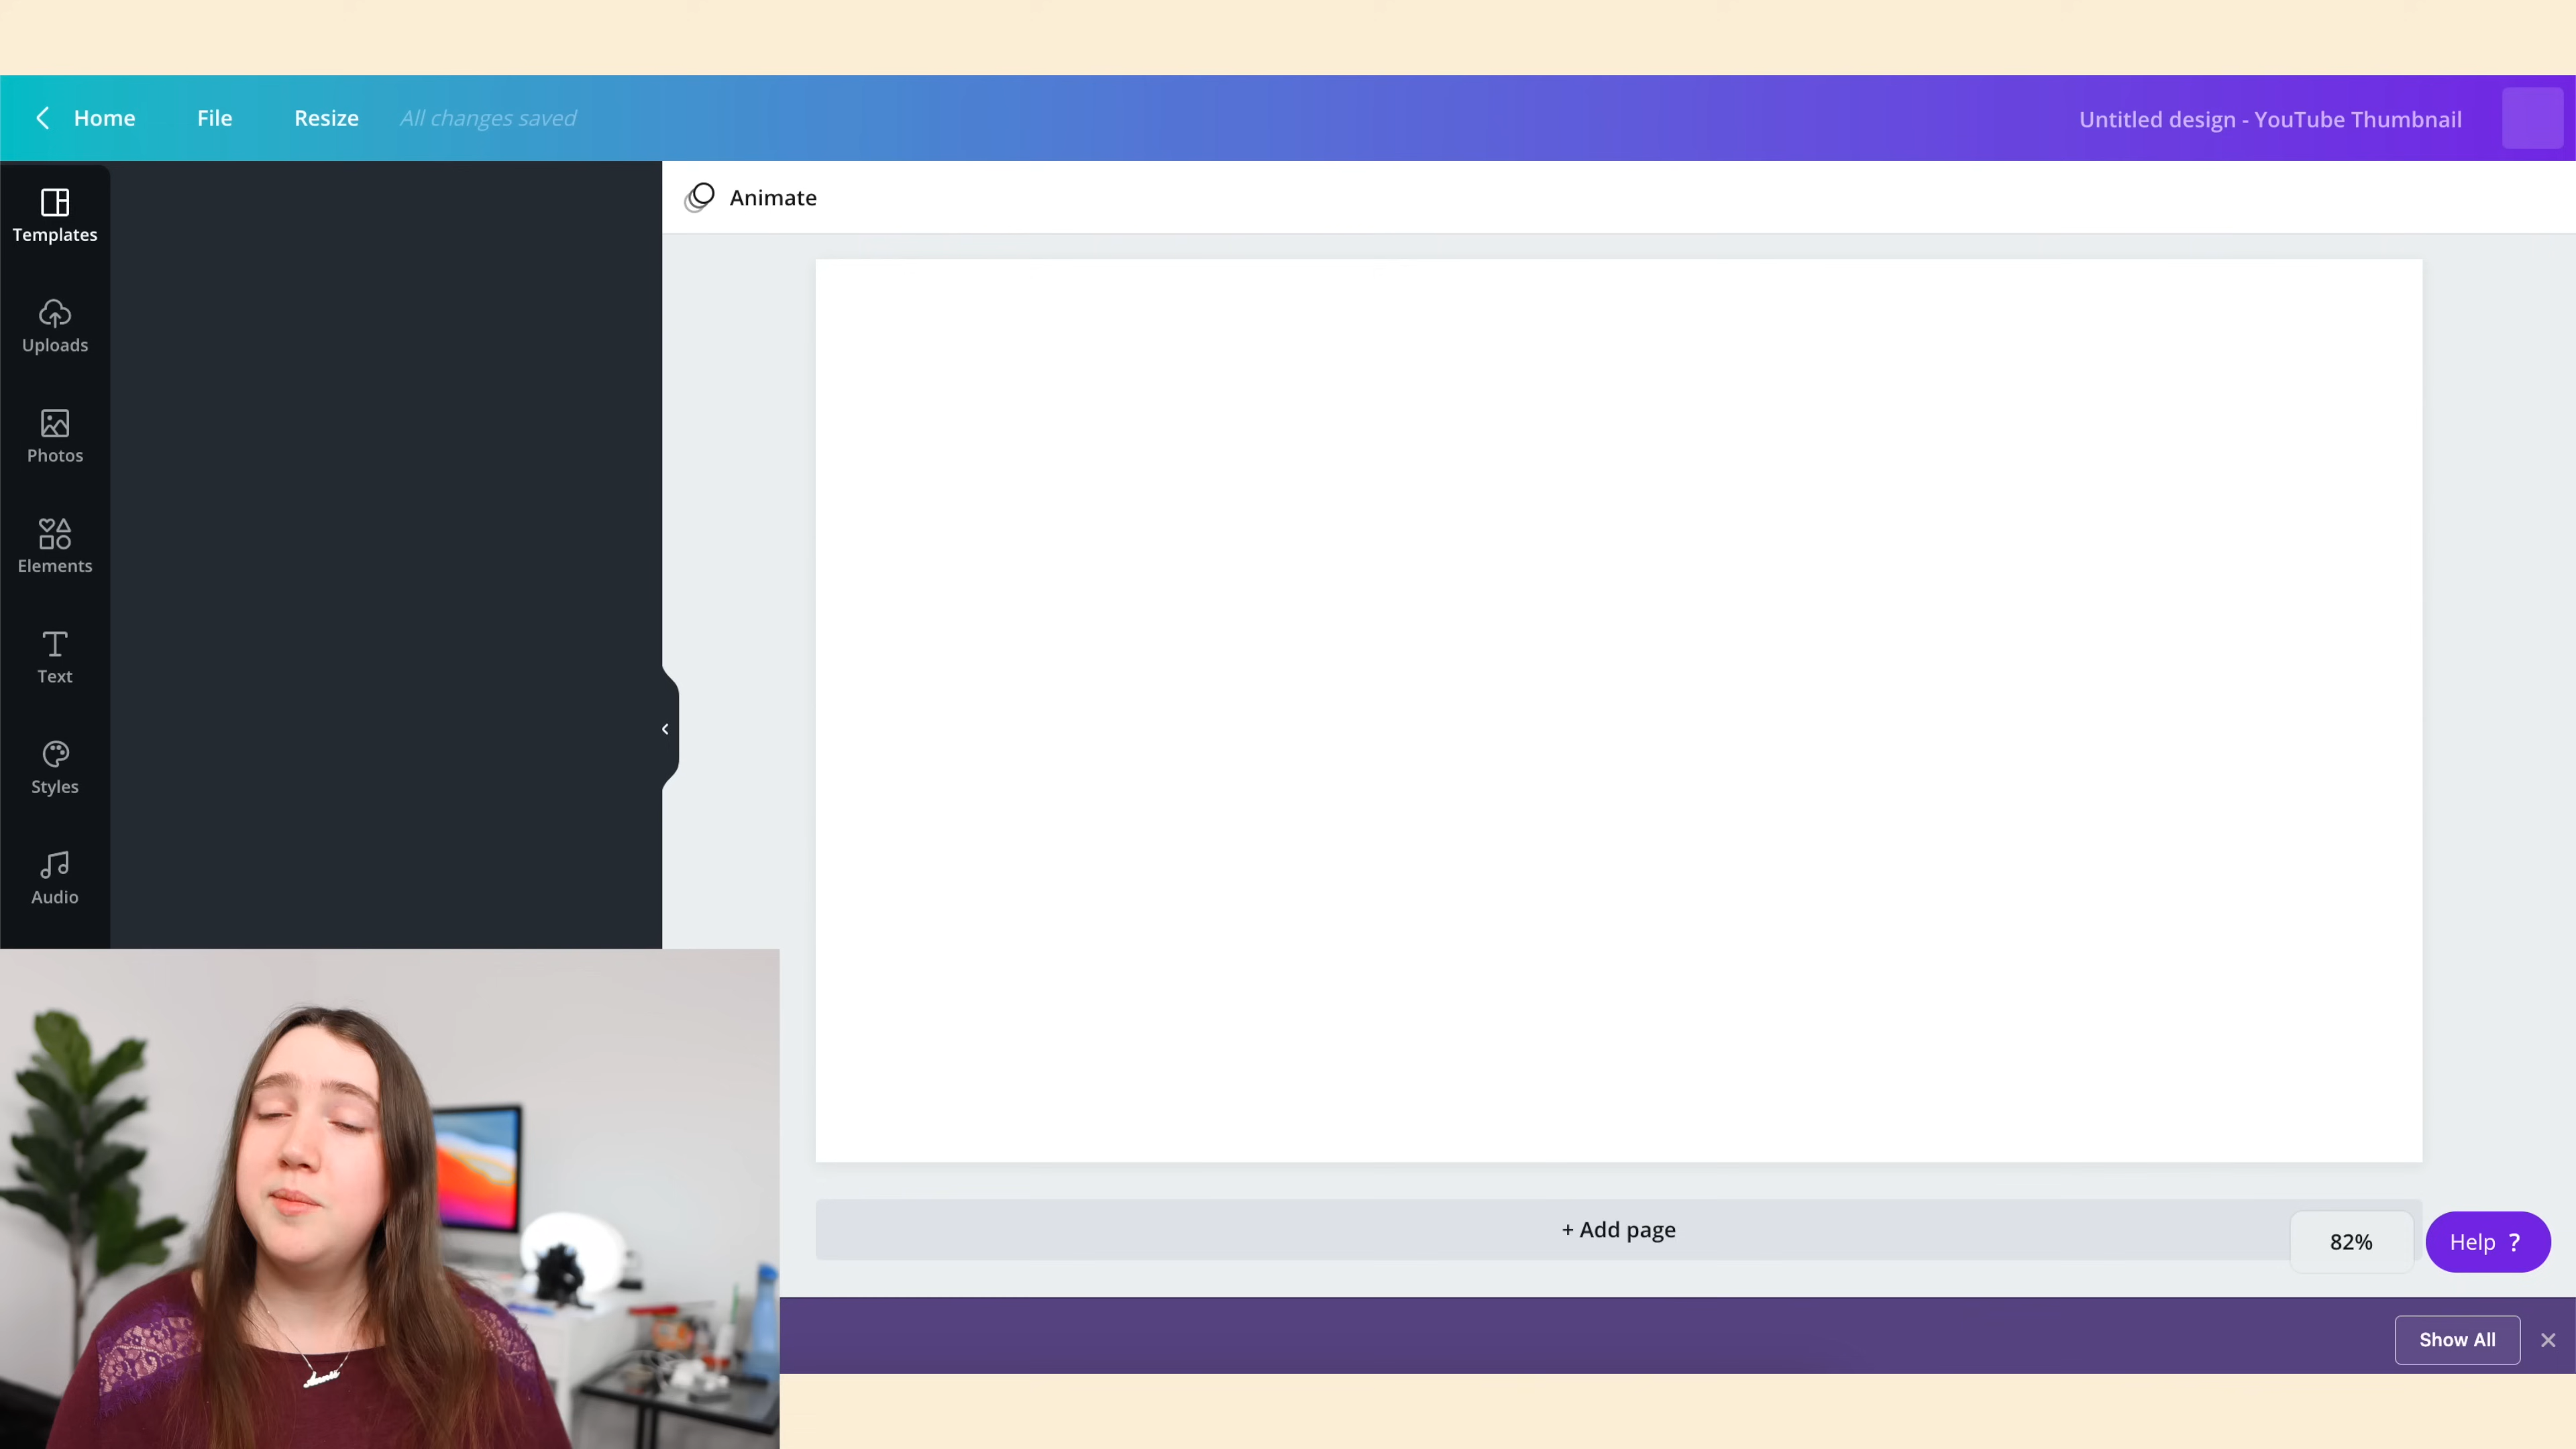 Home File Resize All changes saved Untitled design - YouTube Thumbnail
Templates
Animate
Uploads
Photos
Elements
Text
Styles
Audio
+ Add page
82%
Help ?
Show All